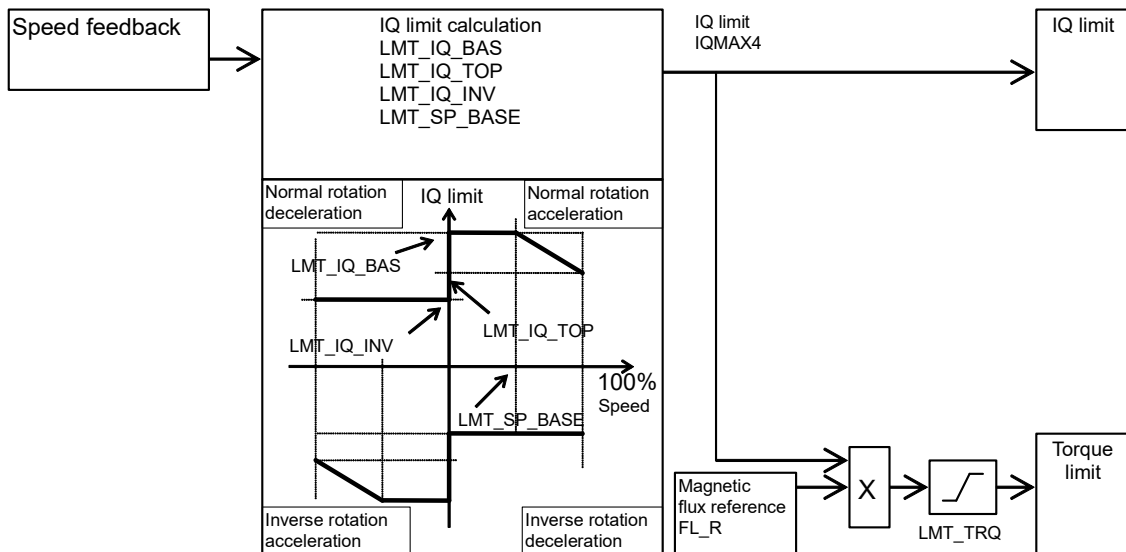 Speed feedback
IQ limit calculation
LMT_IQ_BAS
LMT_IQ_TOP
LMT_IQ_INV
LMT_SP_BASE
IQ limit
IQMAX4
IQ limit
Normal rotation
deceleration
IQ limit
Normal rotation
acceleration
LMT_IQ_BAS
LMT_IQ_TOP
LMT_IQ_INV
100%
Speed
LMT_SP_BASE
Inverse rotation
acceleration
Inverse rotation
deceleration
Magnetic
flux reference
FL_R
X
LMT_TRQ
Torque
limit